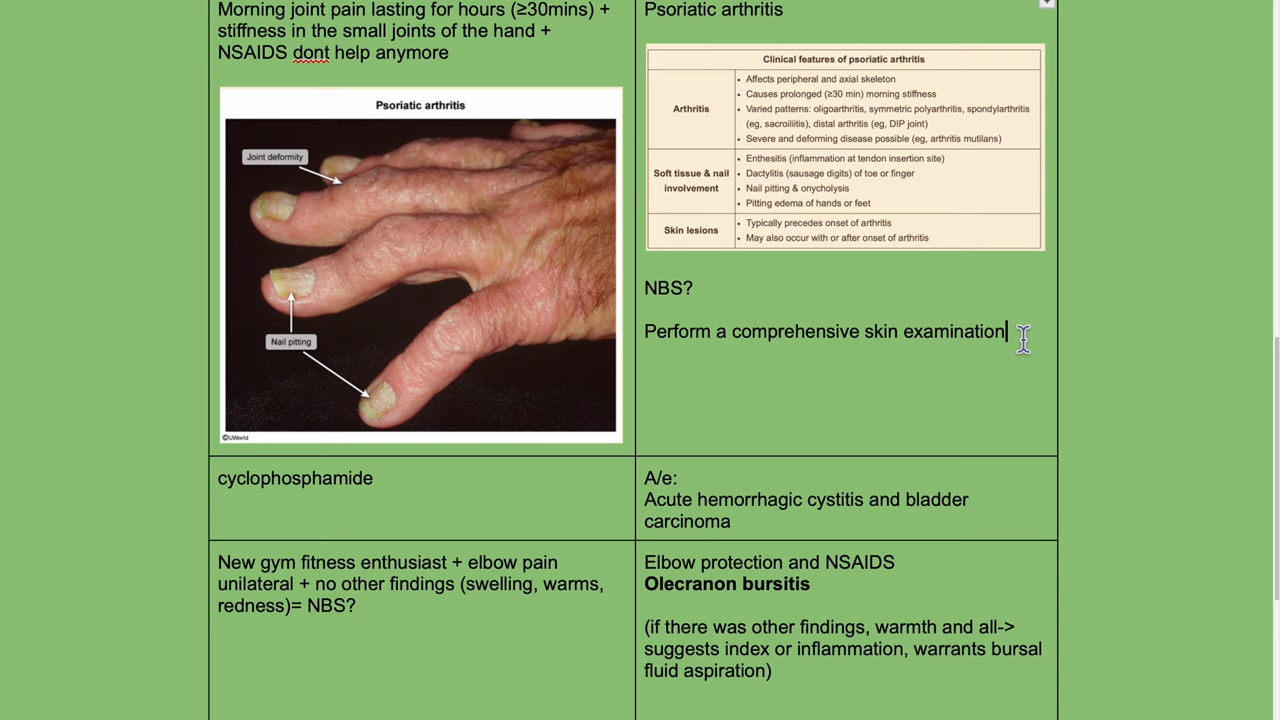 Morning joint pain lasting for hours (≥30mins) +
stiffness in the small joints of the hand +
NSAIDS dont help anymore
Psoriatic arthritis
Joint deformity
Nail pitting
©UWorld
Psoriatic arthritis
Clinical features of psoriatic arthritis
Arthritis
• Affects peripheral and axial skeleton
• Causes prolonged (≥30 min) morning stiffness
• Varied patterns: oligoarthritis, symmetric polyarthritis, spondylarthritis
(eg, sacroiliitis), distal arthritis (eg, DIP joint)
• Severe and deforming disease possible (eg, arthritis mutilans)
Soft tissue & nail
involvement
• Enthesitis (inflammation at tendon insertion site)
• Dactylitis (sausage digits) of toe or finger
• Nail pitting & onycholysis
• Pitting edema of hands or feet
Skin lesions
• Typically precedes onset of arthritis
• May also occur with or after onset of arthritis
NBS?
Perform a comprehensive skin examination
cyclophosphamide
A/e:
Acute hemorrhagic cystitis and bladder
carcinoma
New gym fitness enthusiast + elbow pain
unilateral + no other findings (swelling, warms,
redness)= NBS?
Elbow protection and NSAIDS
Olecranon bursitis
(if there was other findings, warmth and all->
suggests index or inflammation, warrants bursal
fluid aspiration)